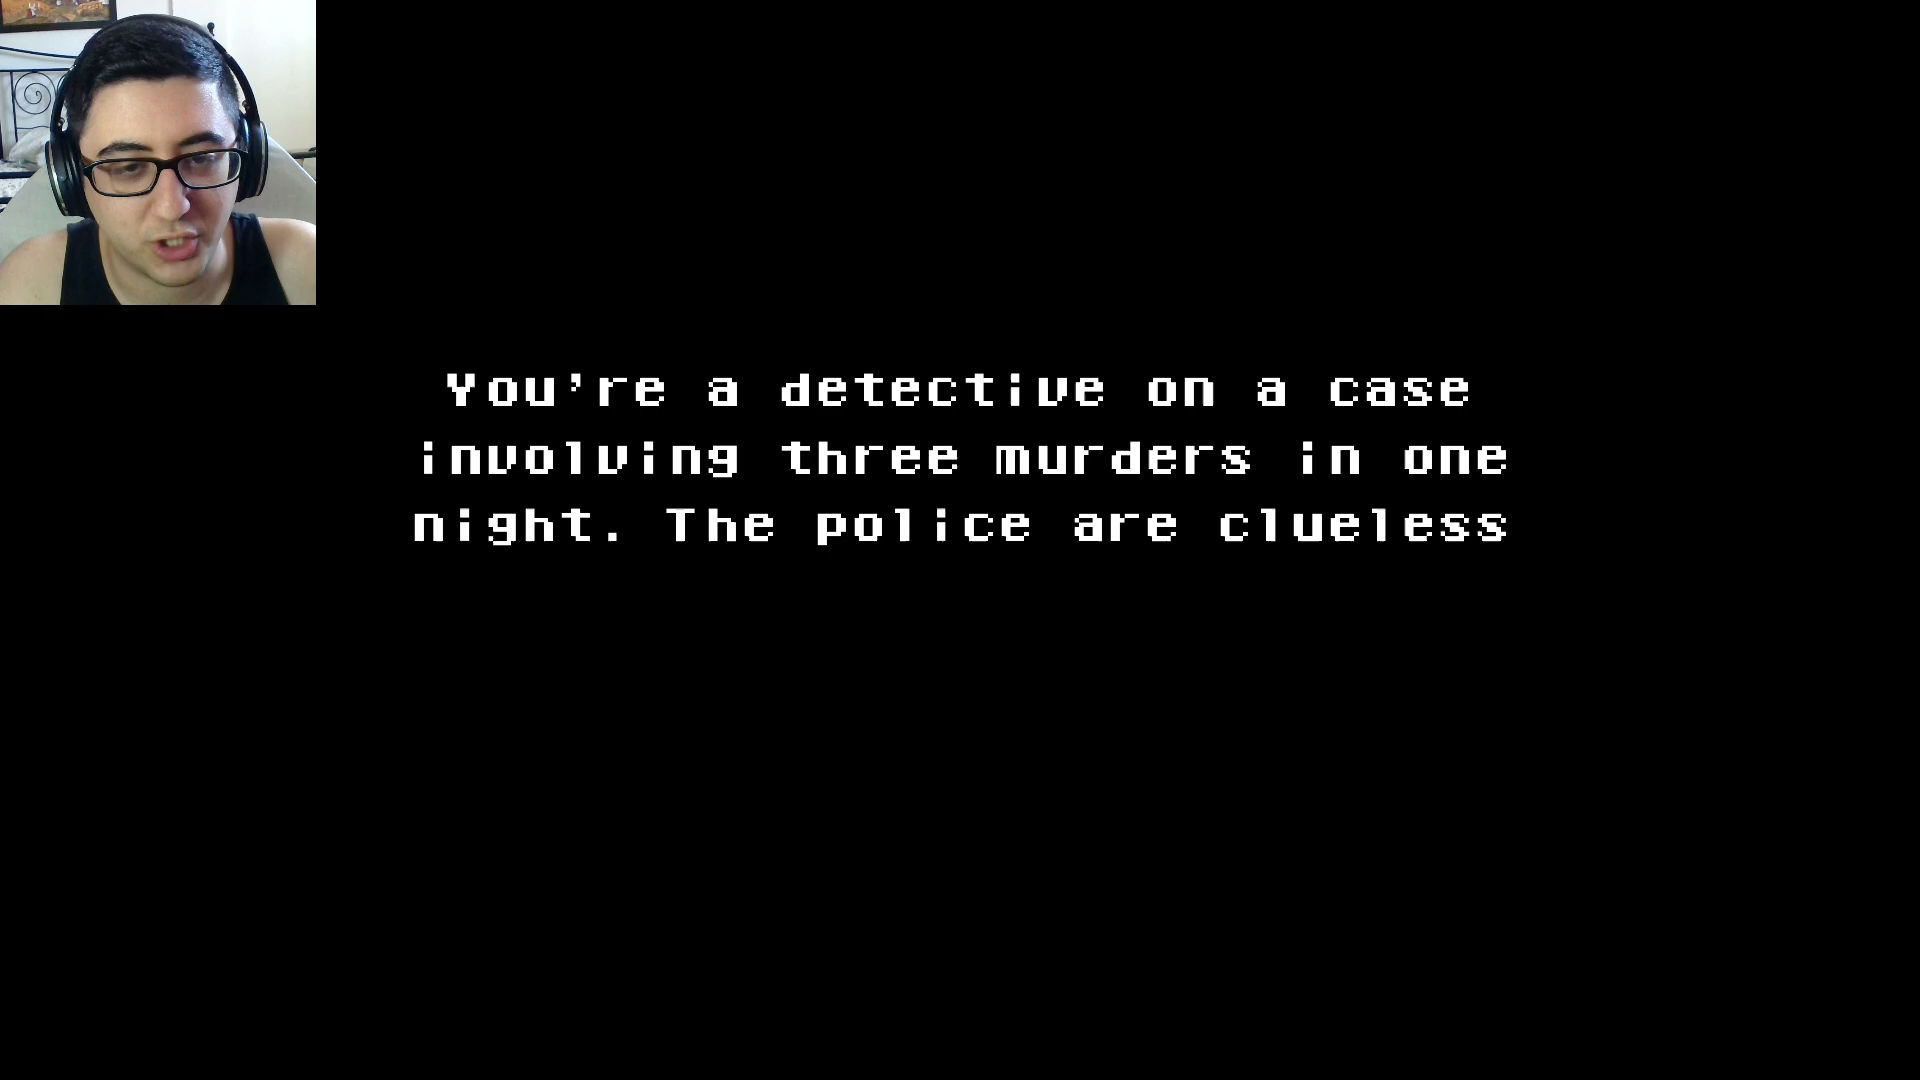 You're a detective on a case
involving three murders in one
night. The police are clueless